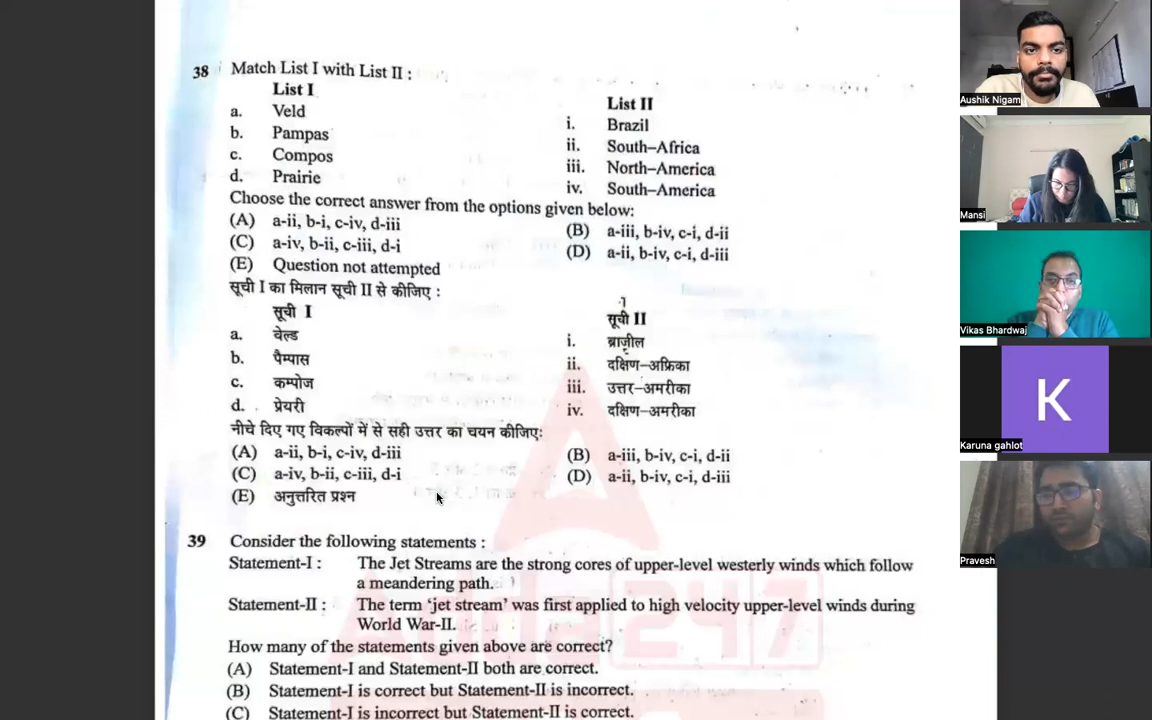 38 Match List I with List II :
List I
List II
a. Veld
i. Brazil
b. Pampas
ii. South–Africa
c. Compos
iii. North–America
d. Prairie
iv. South–America
Choose the correct answer from the options given below:
(A) a-ii, b-i, c-iv, d-iii
(B) a-iii, b-iv, c-i, d-ii
(C) a-iv, b-ii, c-iii, d-i
(D) a-ii, b-iv, c-i, d-iii
(E) Question not attempted
सूची I का मिलान सूची II से कीजिए :
सूची I
सूची II
a. वेल्ड
i. ब्राज़ील
b. पैम्पास
ii. दक्षिण–अफ्रिका
c. कम्पोज
iii. उत्तर–अमरीका
d. प्रेयरी
iv. दक्षिण–अमरीका
नीचे दिए गए विकल्पों में से सही उत्तर का चयन कीजिए:
(A) a-ii, b-i, c-iv, d-iii
(B) a-iii, b-iv, c-i, d-ii
(C) a-iv, b-ii, c-iii, d-i
(D) a-ii, b-iv, c-i, d-iii
(E) अनुत्तरित प्रश्न
39 Consider the following statements :
Statement-I : The Jet Streams are the strong cores of upper-level westerly winds which follow
a meandering path.
Statement-II : The term ‘jet stream’ was first applied to high velocity upper-level winds during
World War-II.
How many of the statements given above are correct?
(A) Statement-I and Statement-II both are correct.
(B) Statement-I is correct but Statement-II is incorrect.
(C) Statement-I is incorrect but Statement-II is correct.
Adda 247
Aushik Nigam
Mansi
Vikas Bhardwaj
K
Karuna gahlot
Pravesh